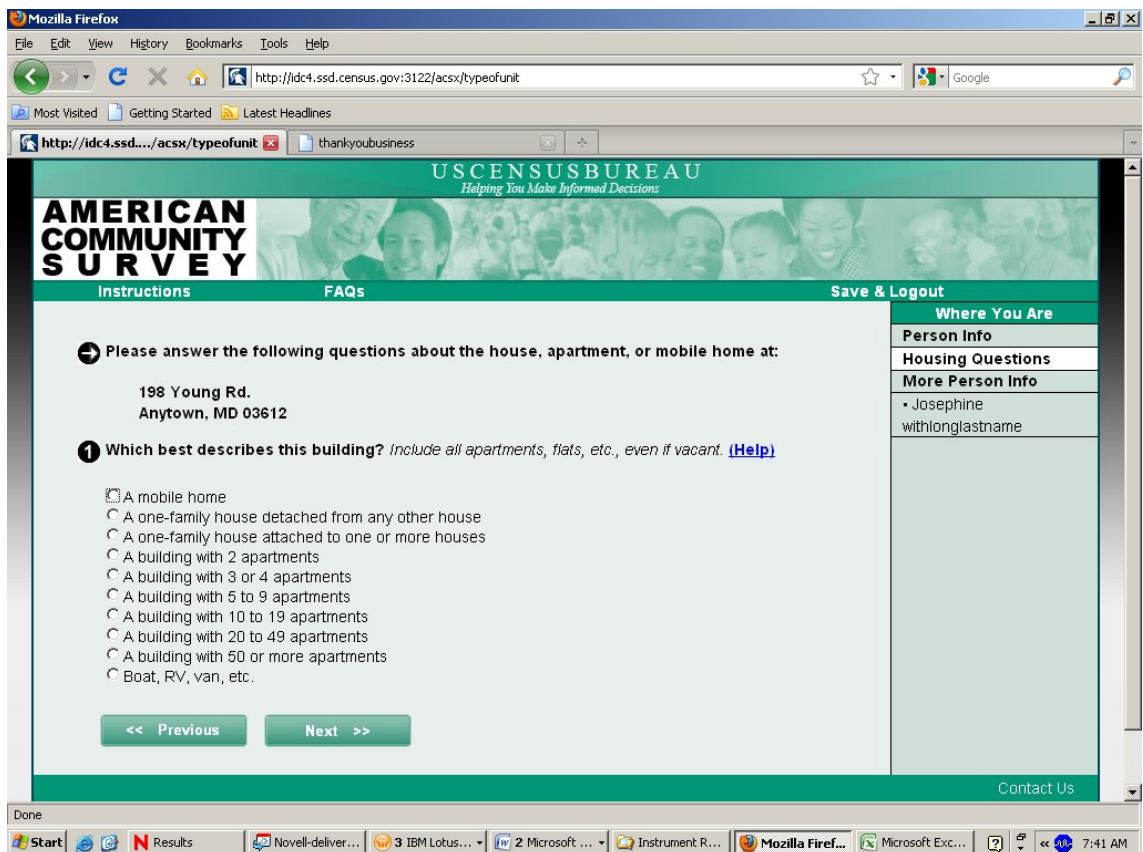 Mozilla Firefox
File Edit View History Bookmarks Tools Help
http://idc4.ssd.census.gov:3122/acsx/typeofunit
Google
Most Visited Getting Started Latest Headlines
http://idc4.ssd..../acsx/typeofunit thankyoubusiness
USCENSUSBUREAU
Helping You Make Informed Decisions
AMERICAN
COMMUNITY
SURVEY
Instructions FAQs Save & Logout
Where You Are
Person Info
Housing Questions
More Person Info
• Josephine
withlonglastname
Please answer the following questions about the house, apartment, or mobile home at:
198 Young Rd.
Anytown, MD 03612
1 Which best describes this building? Include all apartments, flats, etc., even if vacant. (Help)
A mobile home
A one-family house detached from any other house
A one-family house attached to one or more houses
A building with 2 apartments
A building with 3 or 4 apartments
A building with 5 to 9 apartments
A building with 10 to 19 apartments
A building with 20 to 49 apartments
A building with 50 or more apartments
Boat, RV, van, etc.
<< Previous Next >>
Contact Us
Done
Start N Results Novell-deliver... 3 IBM Lotus... 2 Microsoft ... Instrument R... Mozilla Firef... Microsoft Exc... ? « 7:41 AM